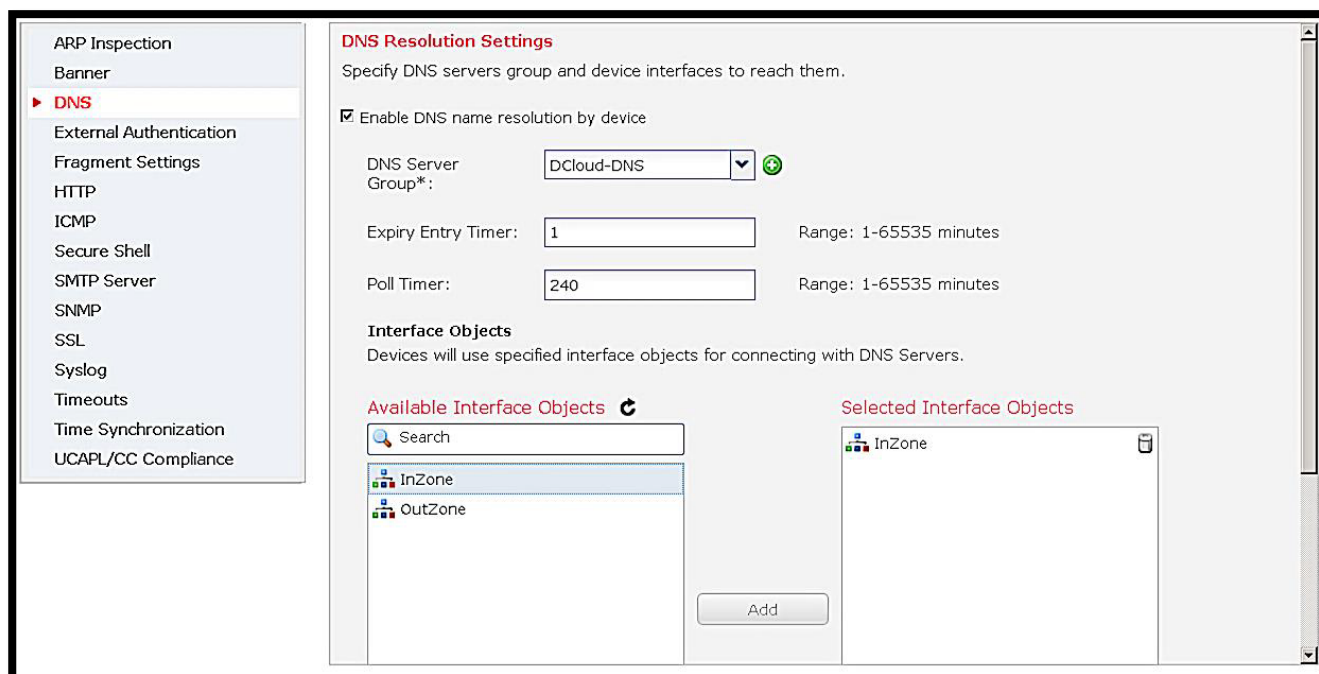 ARP Inspection
Banner
DNS
External Authentication
Fragment Settings
HTTP
ICMP
Secure Shell
SMTP Server
SNMP
SSL
Syslog
Timeouts
Time Synchronization
UCAPL/CC Compliance
DNS Resolution Settings
Specify DNS servers group and device interfaces to reach them.
Enable DNS name resolution by device
DNS Server
Group*:
DCloud-DNS
Expiry Entry Timer:
1
Range: 1-65535 minutes
Poll Timer:
240
Range: 1-65535 minutes
Interface Objects
Devices will use specified interface objects for connecting with DNS Servers.
Available Interface Objects
Search
InZone
OutZone
Add
Selected Interface Objects
InZone